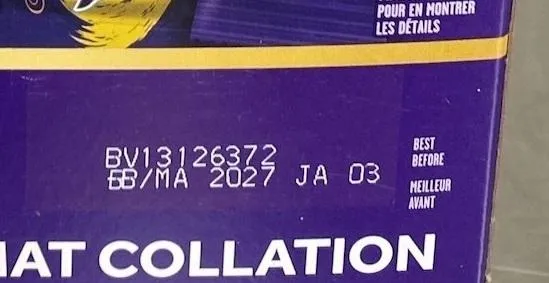 POUR EN MONTRER
LES DÉTAILS
BV13126372
BB/MA 2027 JA 03
BEST
BEFORE
MEILLEUR
AVANT
MAT COLLATION